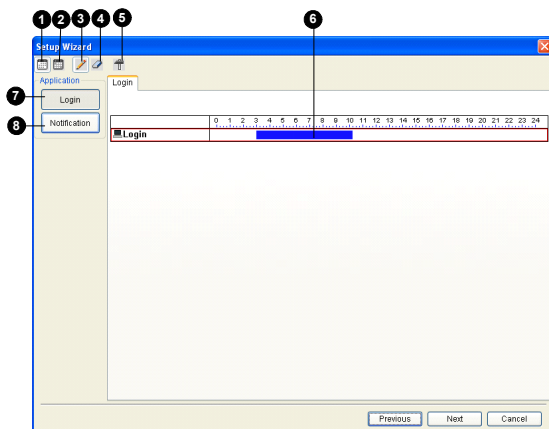 1 2 3 4 5 6
Setup Wizard
Application
Login
7
Login
8
Notification
0 1 2 3 4 5 6 7 8 9 10 11 12 13 14 15 16 17 18 19 20 21 22 23 24
Login
Previous Next Cancel